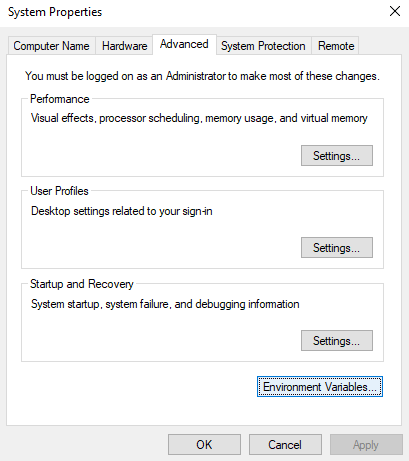 System Properties
Computer Name Hardware Advanced System Protection Remote
You must be logged on as an Administrator to make most of these changes.
Performance
Visual effects, processor scheduling, memory usage, and virtual memory
Settings...
User Profiles
Desktop settings related to your sign-in
Settings...
Startup and Recovery
System startup, system failure, and debugging information
Settings...
Environment Variables...
OK Cancel Apply